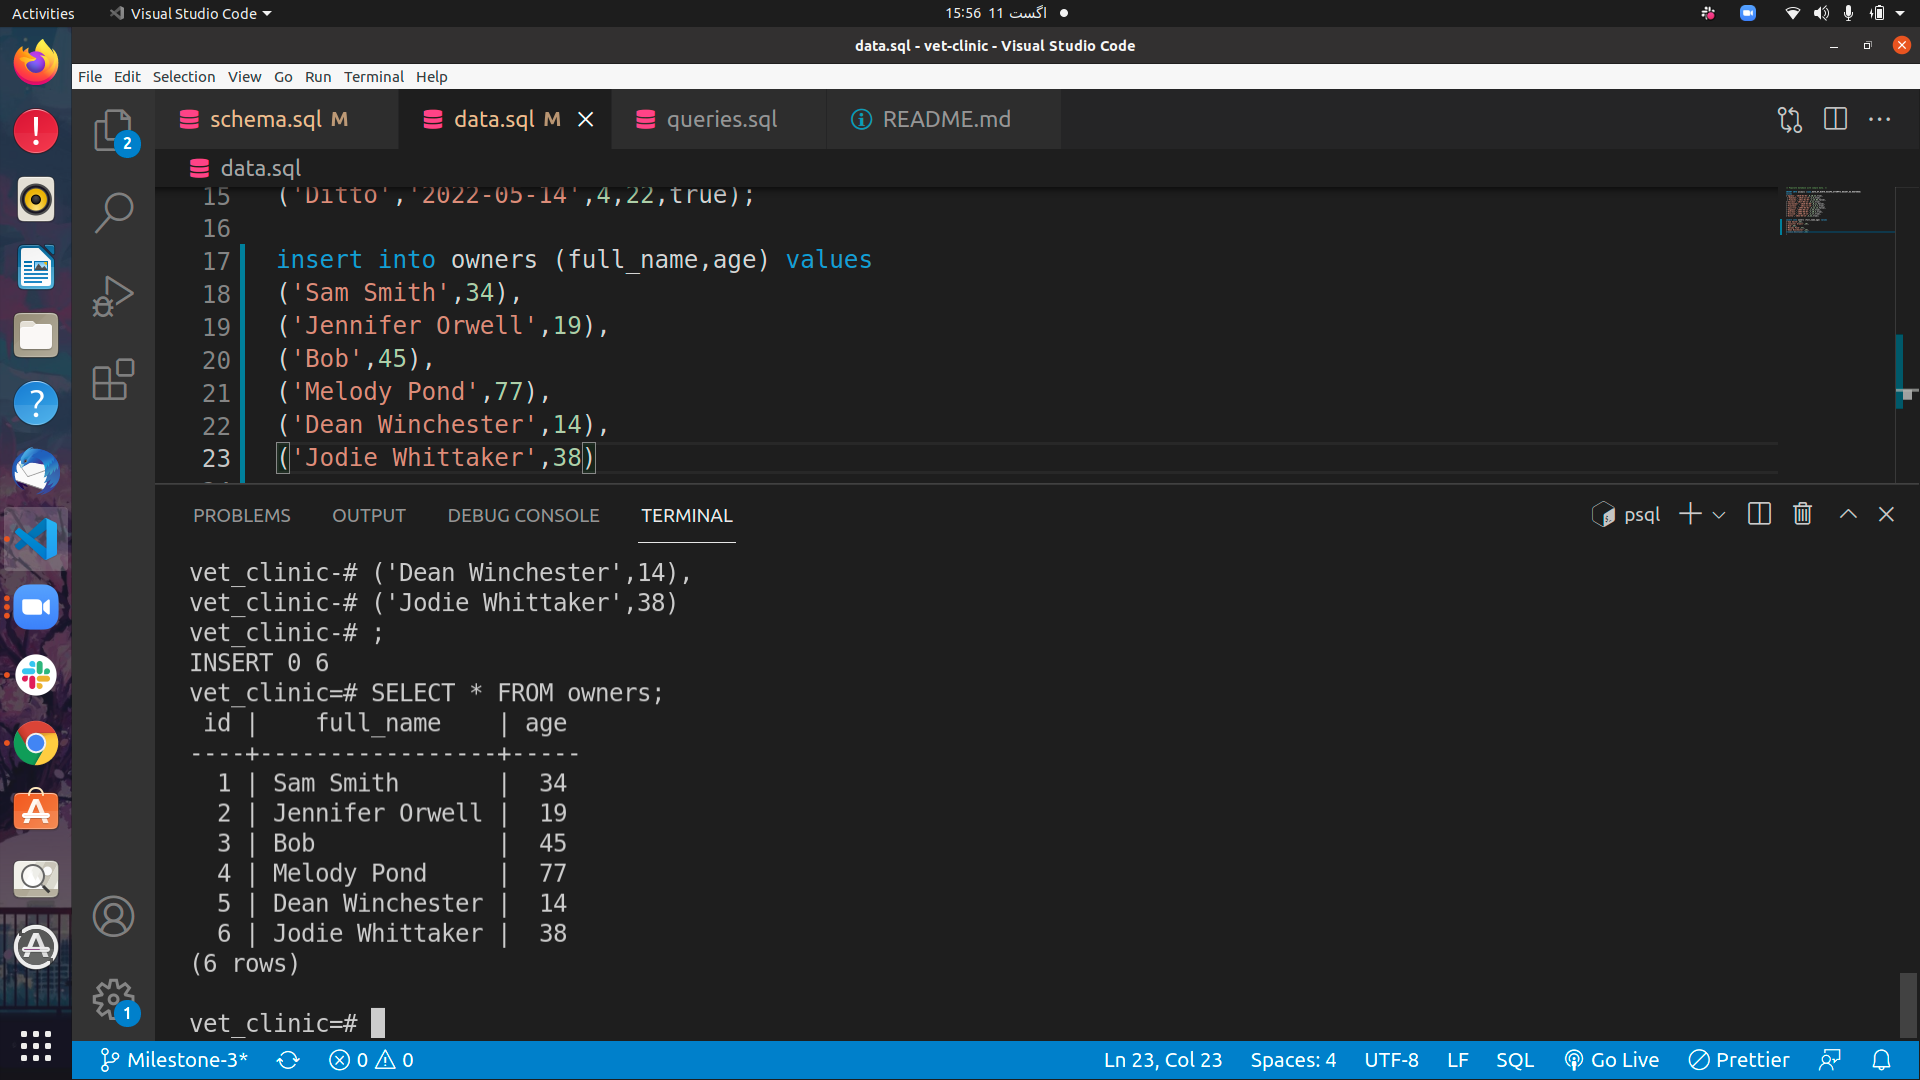 Activities
Visual Studio Code
اگست 11 15:56
data.sql - vet-clinic - Visual Studio Code
File Edit Selection View Go Run Terminal Help
schema.sql M
data.sql M
queries.sql
README.md
data.sql
15 ('Ditto','2022-05-14',4,22,true);
16
17 insert into owners (full_name,age) values
18 ('Sam Smith',34),
19 ('Jennifer Orwell',19),
20 ('Bob',45),
21 ('Melody Pond',77),
22 ('Dean Winchester',14),
23 ('Jodie Whittaker',38)
2
PROBLEMS OUTPUT DEBUG CONSOLE TERMINAL
psql
vet_clinic-# ('Dean Winchester',14),
vet_clinic-# ('Jodie Whittaker',38)
vet_clinic-# ;
INSERT 0 6
vet_clinic=# SELECT * FROM owners;
 id |    full_name    | age
----+-----------------+-----
  1 | Sam Smith       |  34
  2 | Jennifer Orwell |  19
  3 | Bob             |  45
  4 | Melody Pond     |  77
  5 | Dean Winchester |  14
  6 | Jodie Whittaker |  38
(6 rows)
vet_clinic=#
1
Milestone-3* 0 0 Ln 23, Col 23 Spaces: 4 UTF-8 LF SQL Go Live Prettier